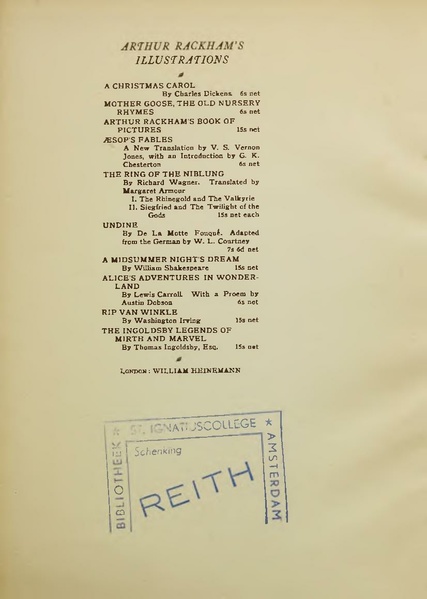 ARTHUR RACKHAM'S
ILLUSTRATIONS
A CHRISTMAS CAROL
By Charles Dickens. 6s net
MOTHER GOOSE, THE OLD NURSERY
RHYMES 6s net
ARTHUR RACKHAM'S BOOK OF
PICTURES 15s net
ÆSOP'S FABLES
A New Translation by V. S. Vernon
Jones, with an Introduction by G. K.
Chesterton 6s net
THE RING OF THE NIBLUNG
By Richard Wagner. Translated by
Margaret Armour
I. The Rhinegold and The Valkyrie
II. Siegfried and The Twilight of the
Gods 15s net each
UNDINE
By De La Motte Fouqué. Adapted
from the German by W. L. Courtney
7s 6d net
A MIDSUMMER NIGHT'S DREAM
By William Shakespeare 15s net
ALICE'S ADVENTURES IN WONDER-
LAND
By Lewis Carroll. With a Proem by
Austin Dobson 6s net
RIP VAN WINKLE
By Washington Irving 15s net
THE INGOLDSBY LEGENDS OF
MIRTH AND MARVEL
By Thomas Ingoldsby, Esq. 15s net
LONDON: WILLIAM HEINEMANN
BIBLIOTHEEK
* ST. IGNATIUSCOLLEGE *
AMSTERDAM
Schenking
REITH